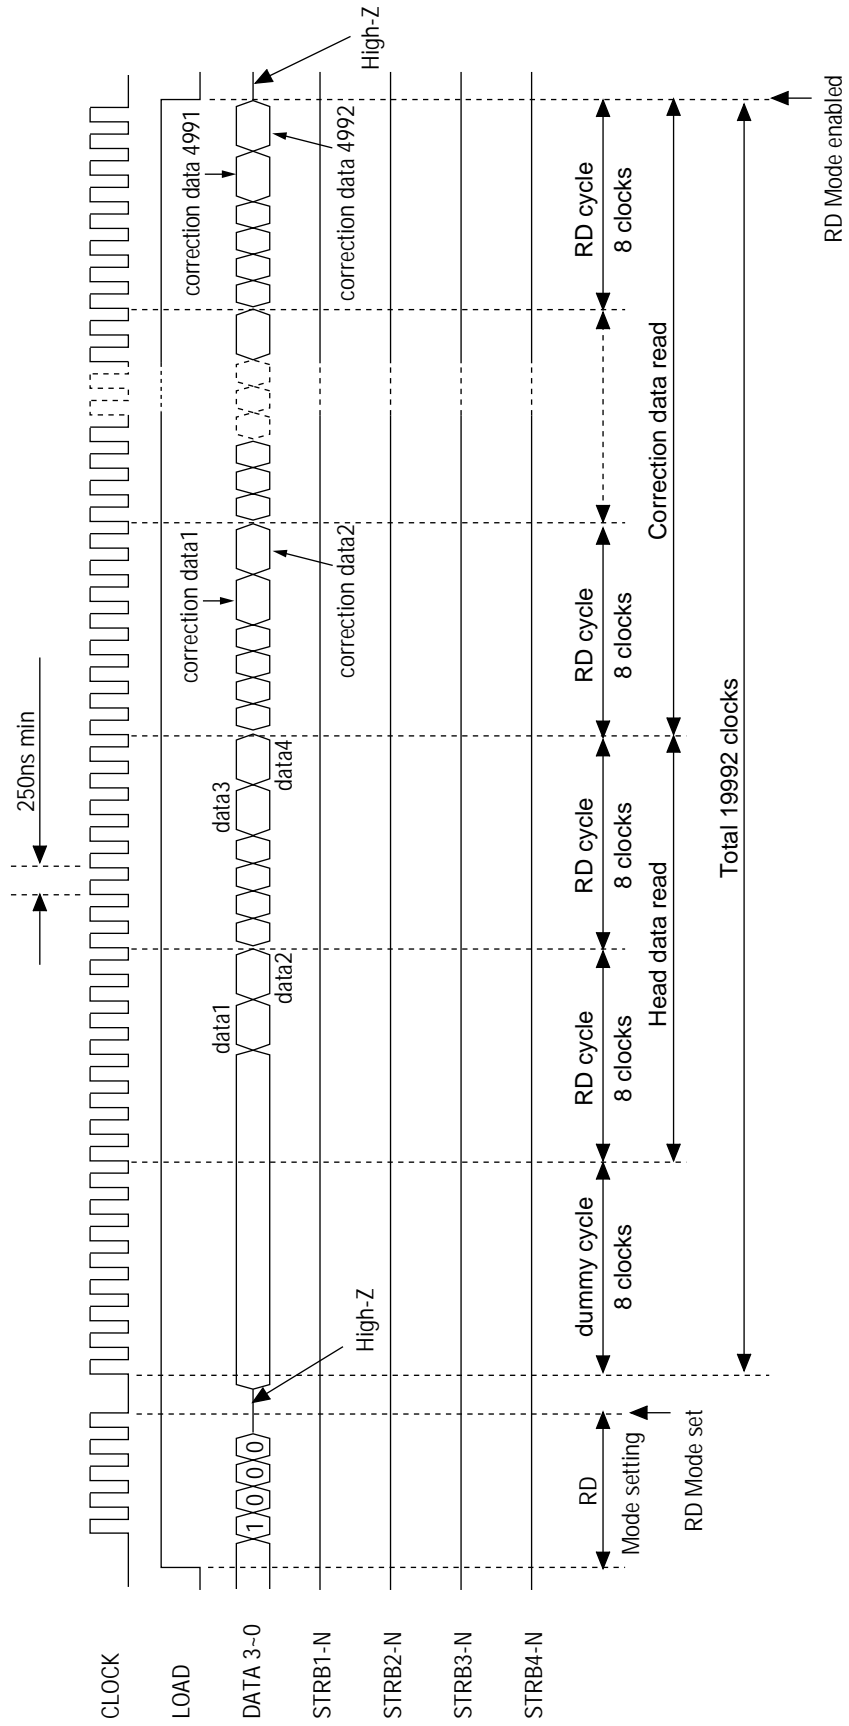 250ns min
CLOCK
LOAD
DATA 3~0
1
0
0
0
High-Z
data1
data2
data3
data4
correction data1
correction data2
correction data 4991
correction data 4992
High-Z
STRB1-N
STRB2-N
STRB3-N
STRB4-N
RD
Mode setting
dummy cycle
8 clocks
RD cycle
8 clocks
RD cycle
8 clocks
RD cycle
8 clocks
RD cycle
8 clocks
Head data read
Correction data read
RD Mode set
Total 19992 clocks
RD Mode enabled